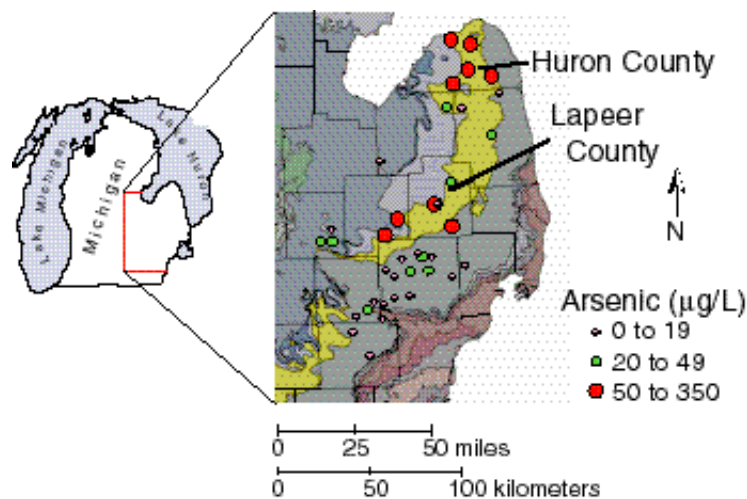 Huron County
Lapeer
County
Lake Michigan
Michigan
Lake Huron
N
Arsenic (µg/L)
0 to 19
20 to 49
50 to 350
0 25 50 miles
0 50 100 kilometers